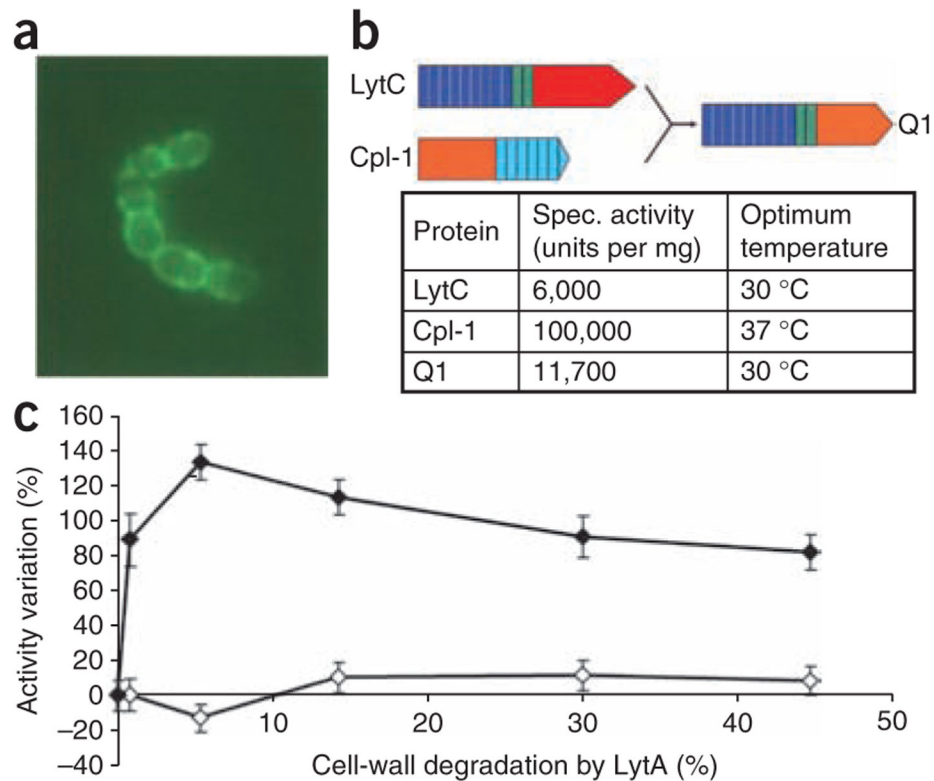 a
b
LytC
Cpl-1
Q1
Protein
Spec. activity
(units per mg)
Optimum
temperature
LytC
6,000
30 °C
Cpl-1
100,000
37 °C
Q1
11,700
30 °C
c
160
140
120
100
80
60
40
20
0
–20
–40
Activity variation (%)
10
20
30
40
50
Cell-wall degradation by LytA (%)